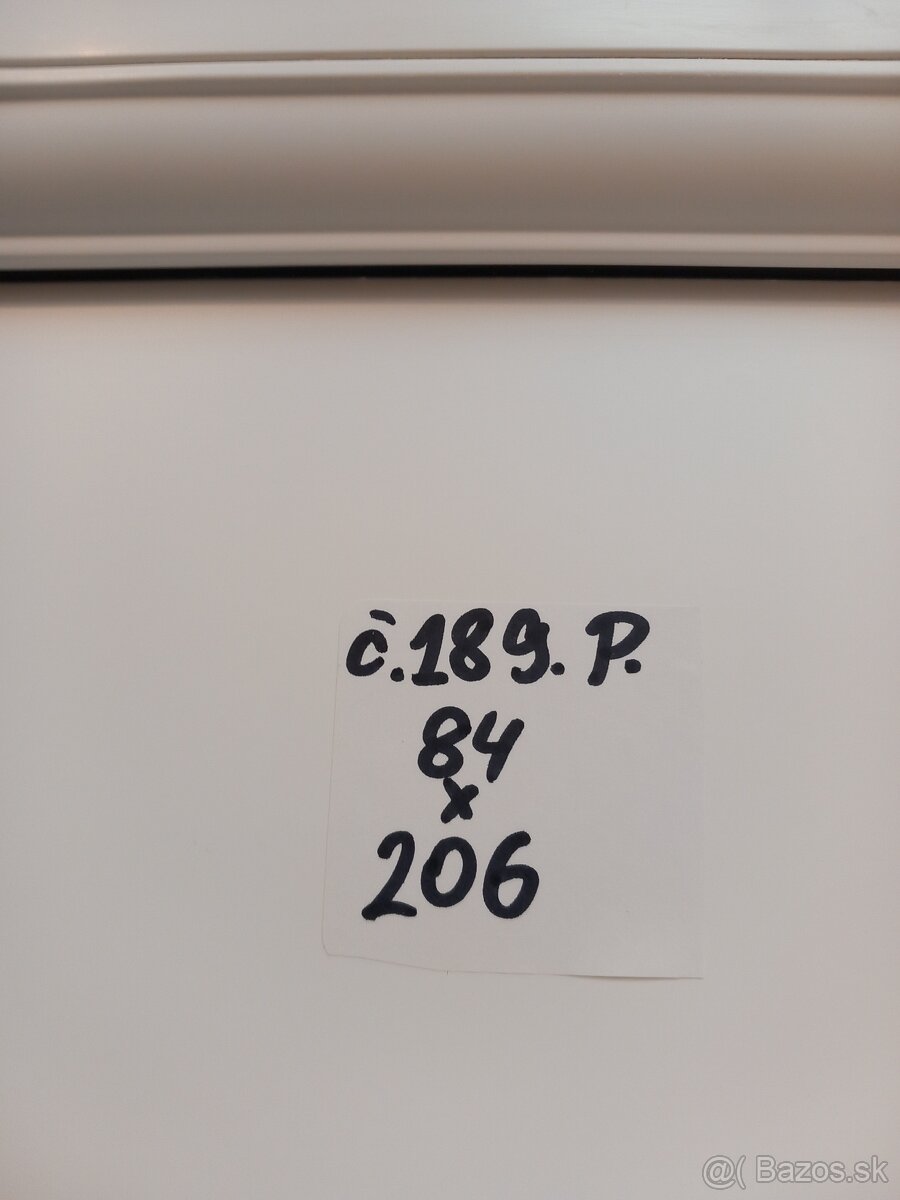 č.189. P.
84
x
206
@( Bazos.sk